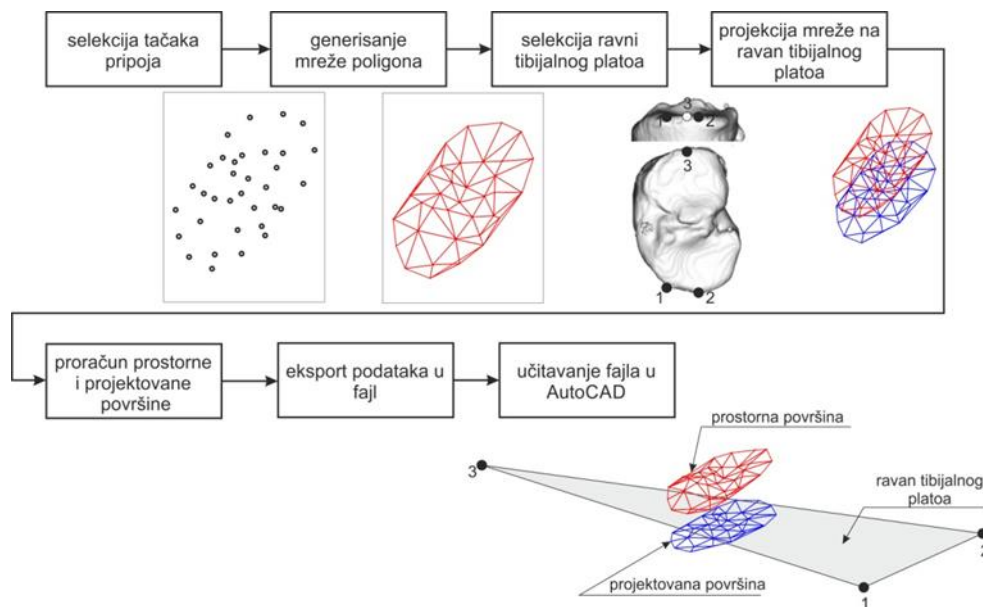 selekcija tačaka
pripoja
generisanje
mreže poligona
selekcija ravni
tibijalnog platoa
projekcija mreže na
ravan tibijalnog
platoa
3
1
2
3
1
2
proračun prostorne
i projektovane
površine
eksport podataka u
fajl
učitavanje fajla u
AutoCAD
prostorna površina
3
ravan tibijalnog
platoa
2
projektovana površina
1